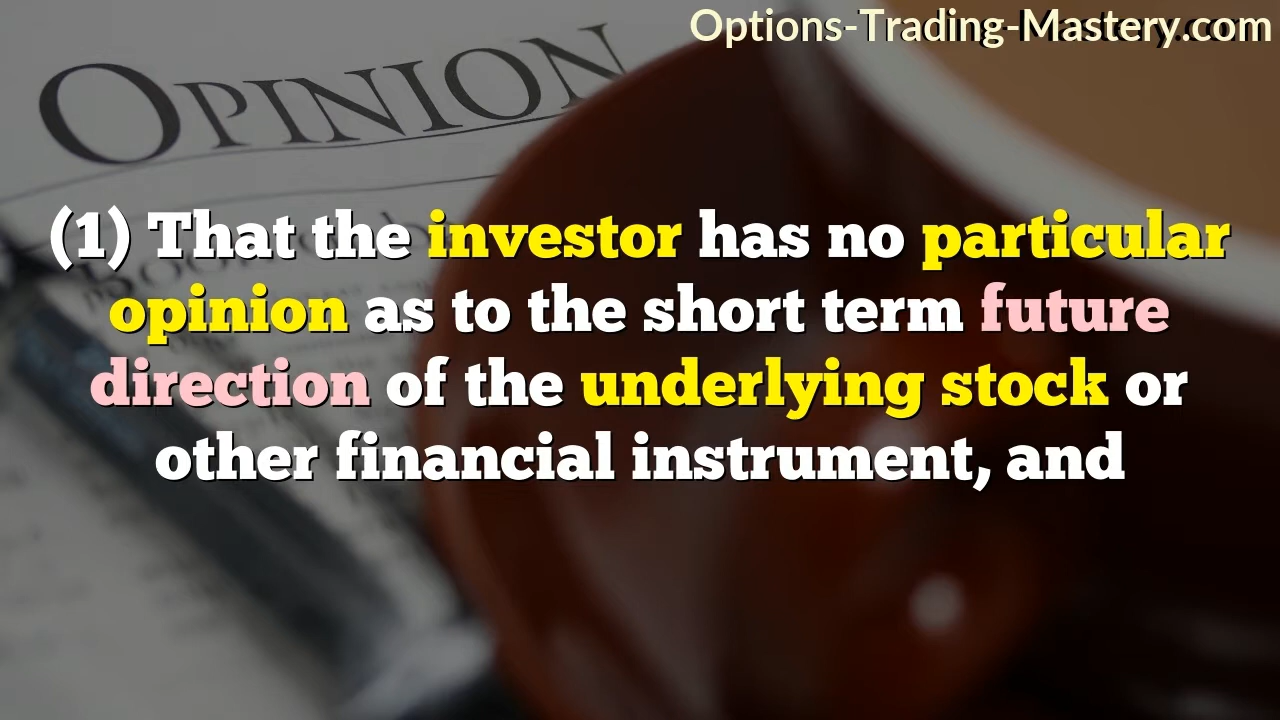 Options-Trading-Mastery.com
OPINION
(1) That the investor has no particular
opinion as to the short term future
direction of the underlying stock or
other financial instrument, and